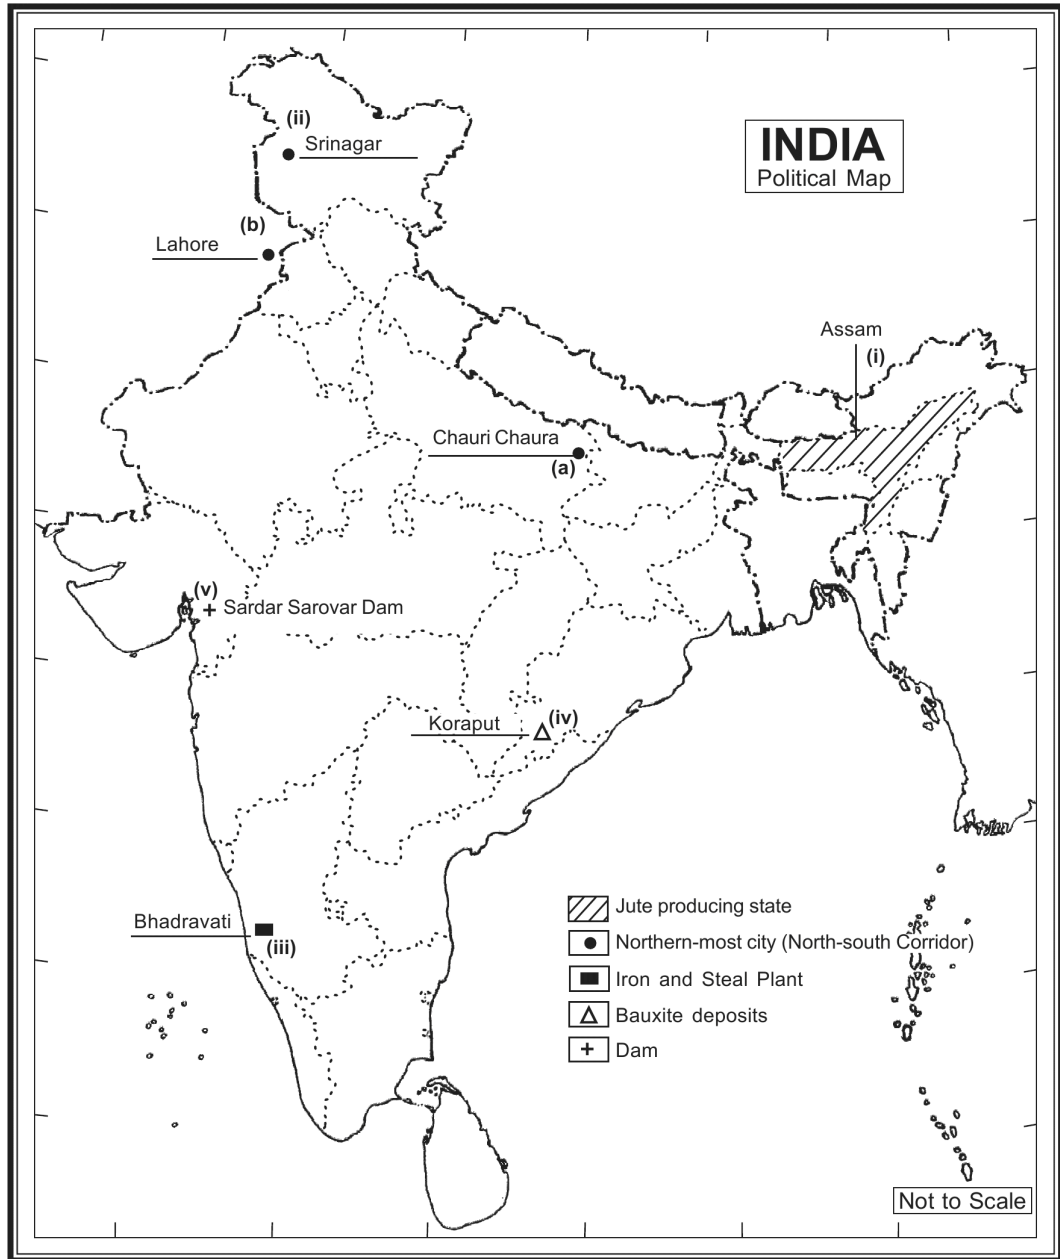 (ii)
Srinagar
INDIA
Political Map
(b)
Lahore
Assam
(i)
Chauri Chaura
(a)
(v)
Sardar Sarovar Dam
Koraput
(iv)
Bhadravati
(iii)
Jute producing state
Northern-most city (North-south Corridor)
Iron and Steal Plant
Bauxite deposits
Dam
Not to Scale